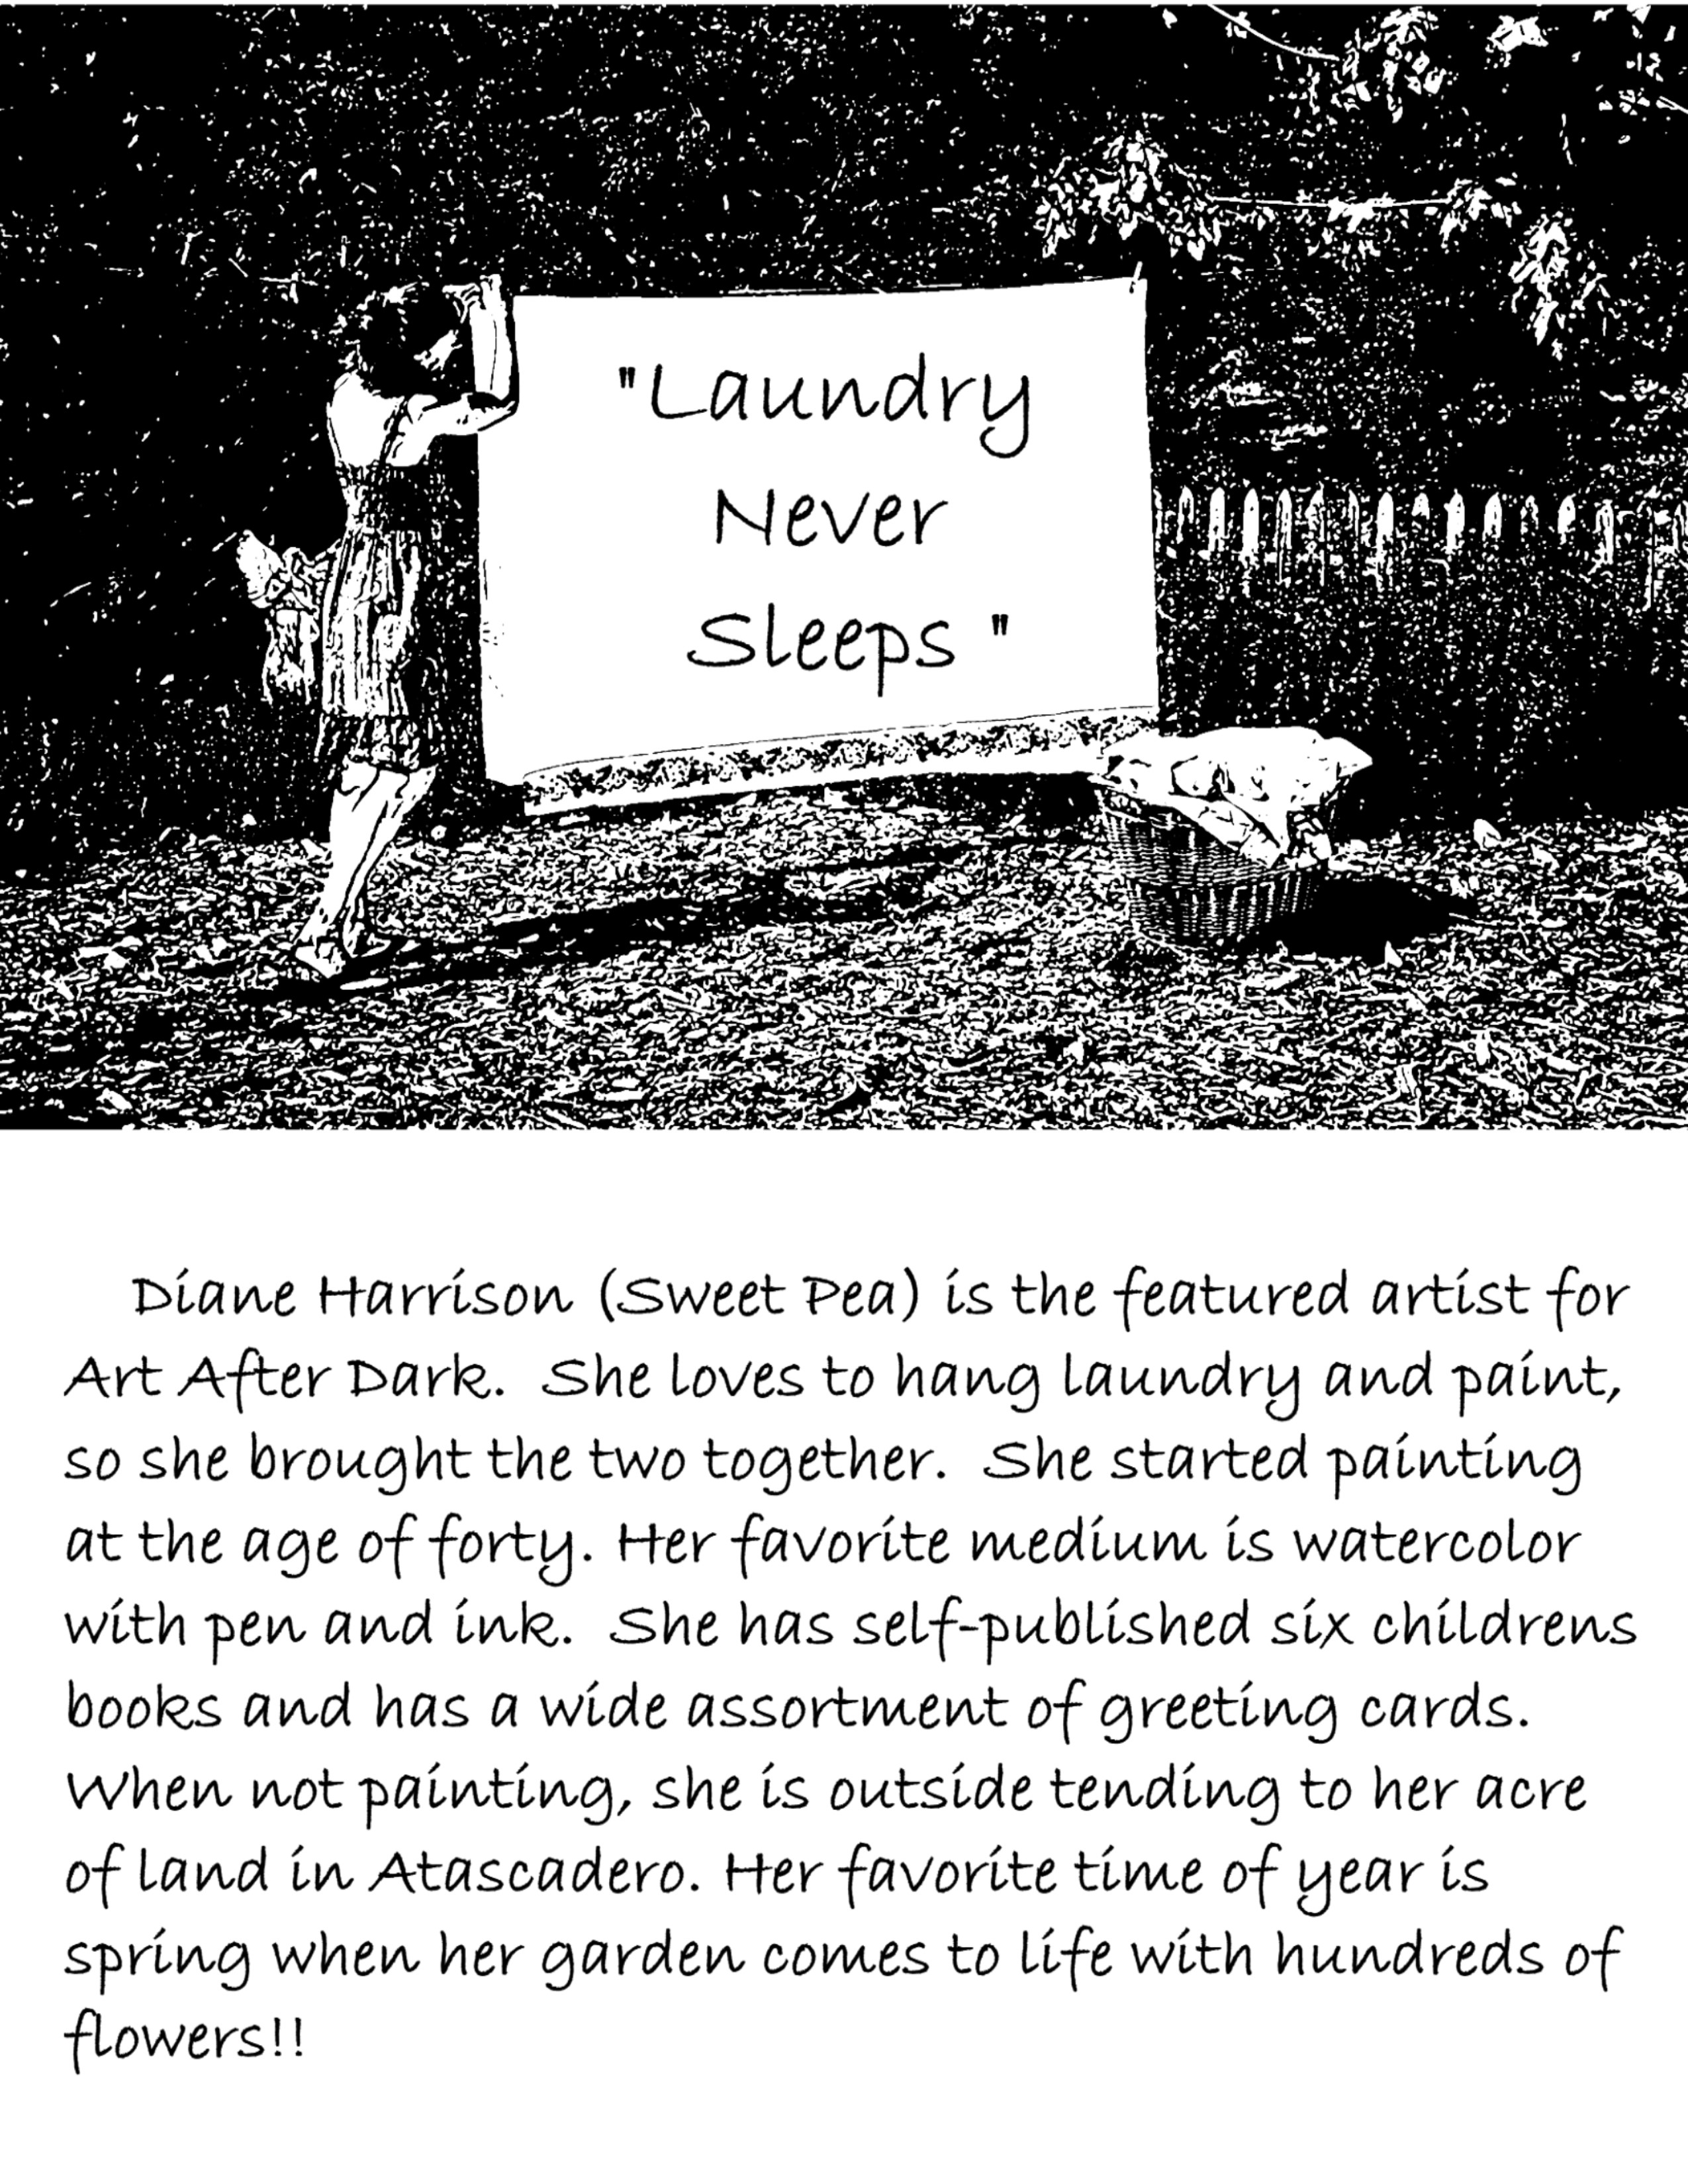 "Laundry
Never
Sleeps "
Diane Harrison (Sweet Pea) is the featured artist for
Art After Dark. She loves to hang laundry and paint,
so she brought the two together. She started painting
at the age of forty. Her favorite medium is watercolor
with pen and ink. She has self-published six childrens
books and has a wide assortment of greeting cards.
When not painting, she is outside tending to her acre
of land in Atascadero. Her favorite time of year is
spring when her garden comes to life with hundreds of
flowers!!